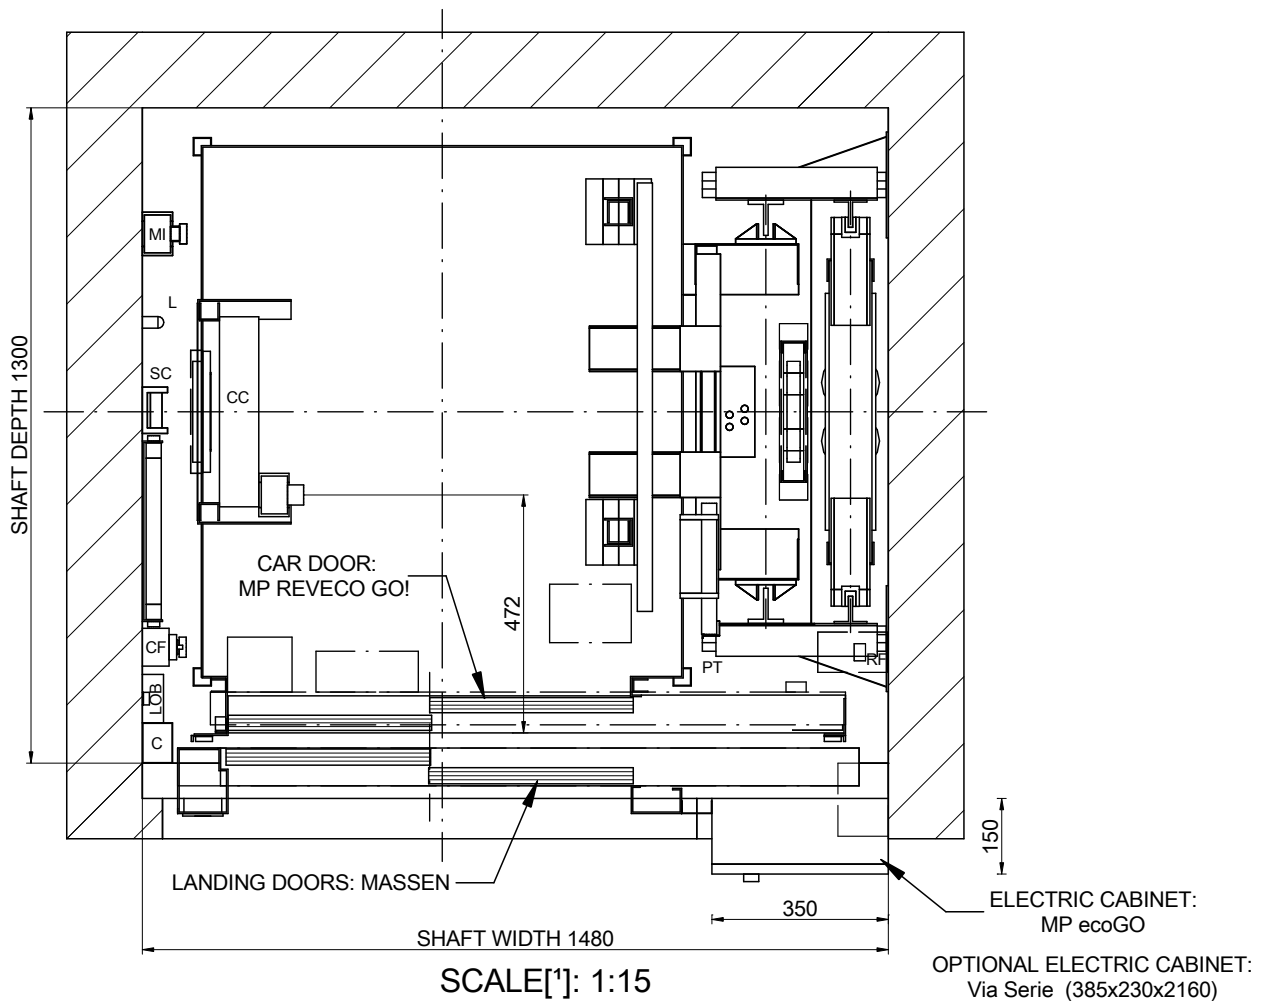 MI
L
SC
CC
SHAFT DEPTH 1300
CAR DOOR:
MP REVECO GO!
472
CF
PT
RF
LOB
C
150
LANDING DOORS: MASSEN
350
ELECTRIC CABINET:
MP ecoGO
SHAFT WIDTH 1480
SCALE[¹]: 1:15
OPTIONAL ELECTRIC CABINET:
Via Serie (385x230x2160)